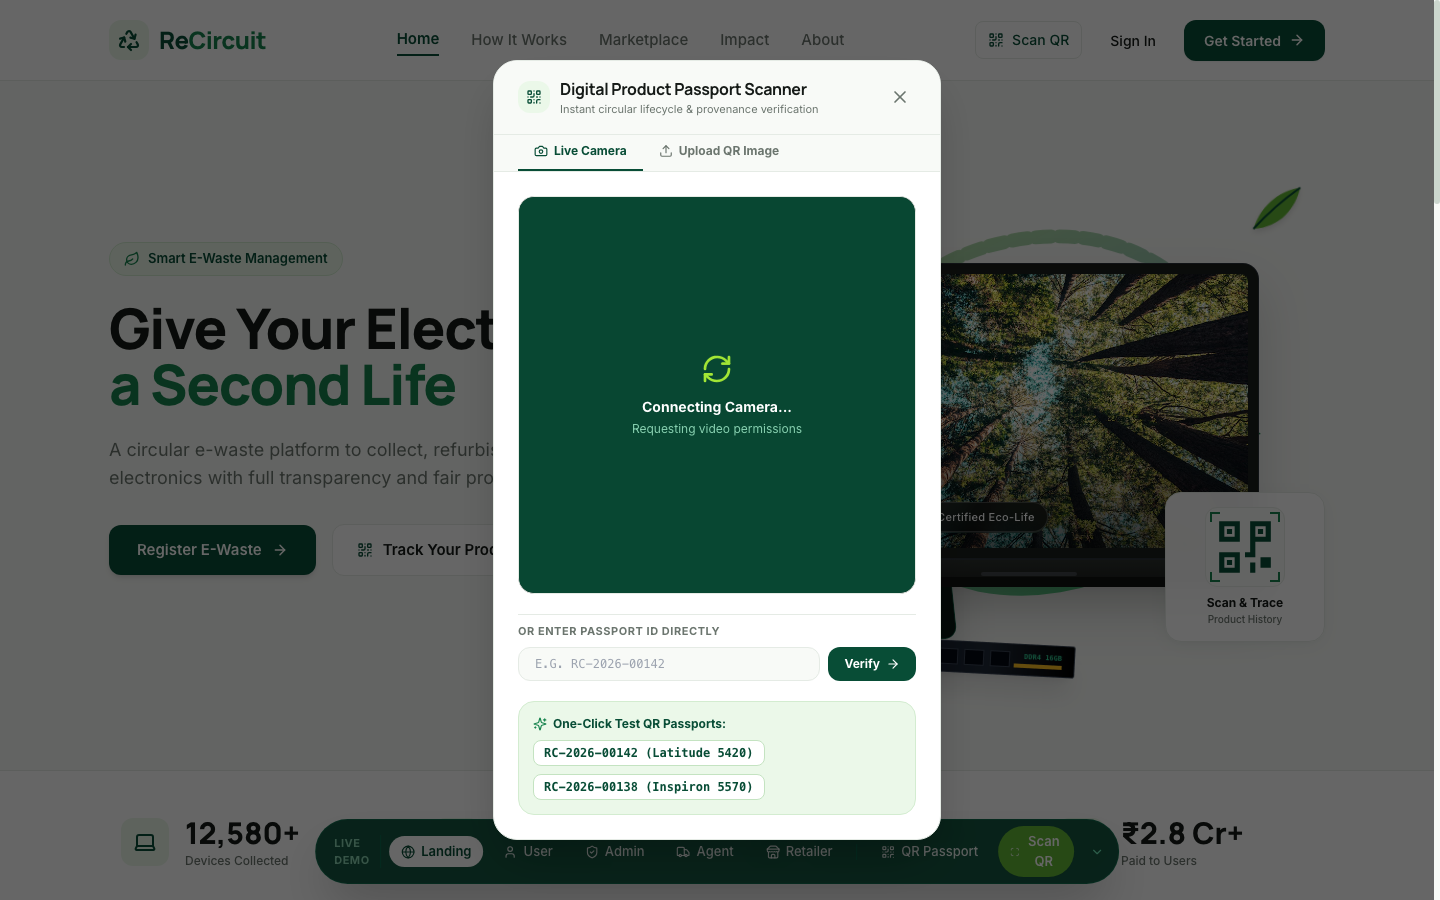 ReCircuit
Home
How It Works
Marketplace
Impact
About
Scan QR
Sign In
Get Started
Digital Product Passport Scanner
Instant circular lifecycle & provenance verification
Live Camera
Upload QR Image
Connecting Camera...
Requesting video permissions
OR ENTER PASSPORT ID DIRECTLY
E.G. RC-2026-00142
Verify
One-Click Test QR Passports:
RC-2026-00142 (Latitude 5420)
RC-2026-00138 (Inspiron 5570)
Smart E-Waste Management
Give Your Elect
a Second Life
A circular e-waste platform to collect, refurbis
electronics with full transparency and fair pro
Register E-Waste
Track Your Prod
Certified Eco-Life
Scan & Trace
Product History
DDR4 16GB
12,580+
Devices Collected
LIVE
DEMO
Landing
User
Admin
Agent
Retailer
QR Passport
Scan
QR
₹2.8 Cr+
Paid to Users